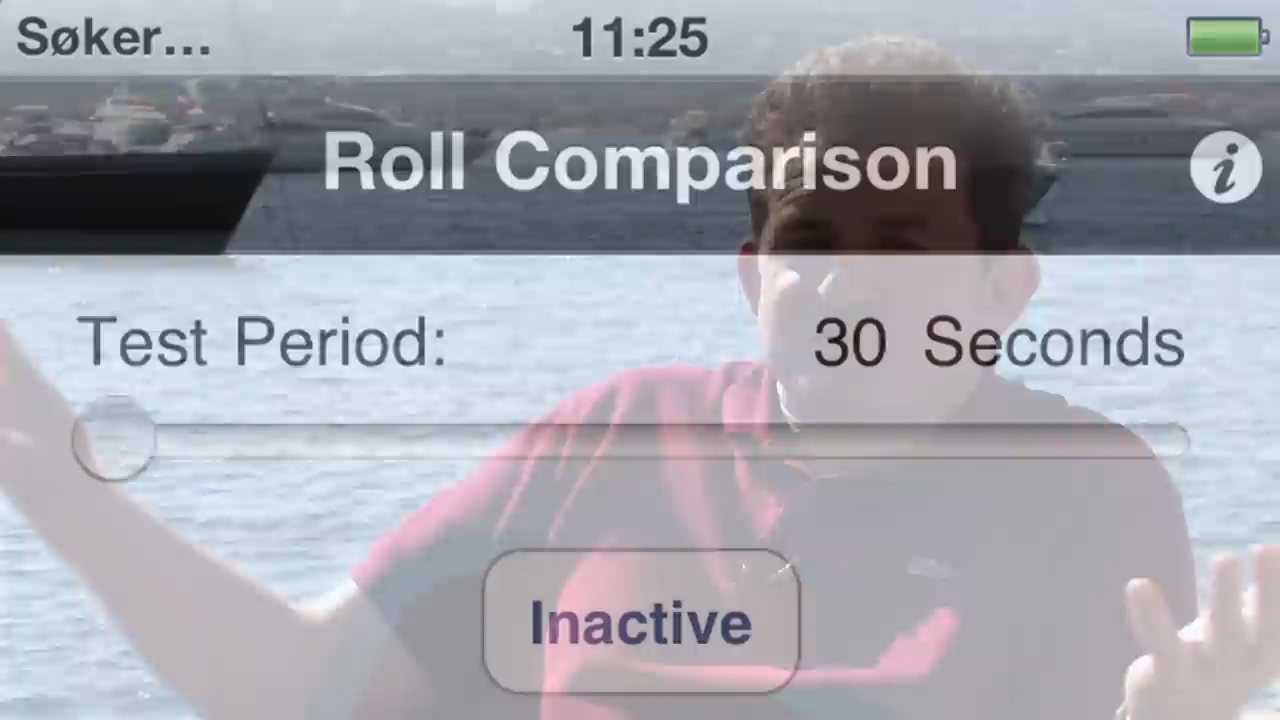 Søker...
11:25
Roll Comparison
Test Period:
30 Seconds
Inactive